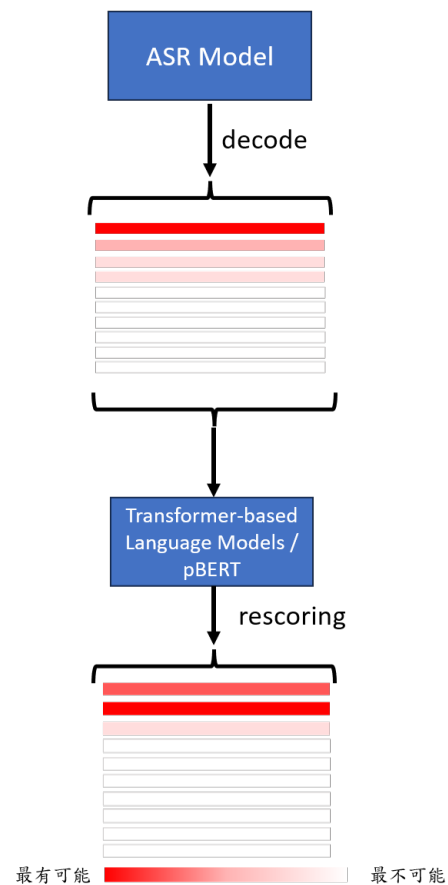 ASR Model
decode
Transformer-based
Language Models /
pBERT
rescoring
最有可能 最不可能